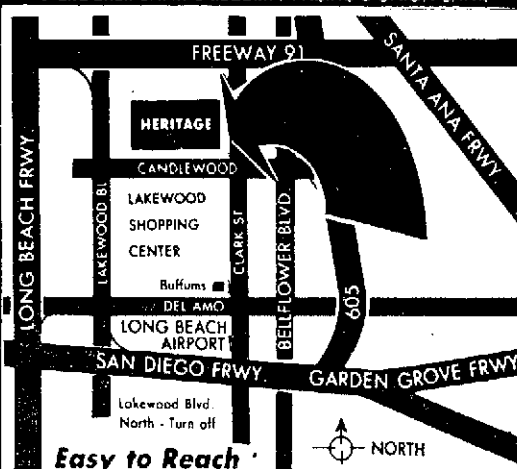 FREEWAY 91
SANTA ANA FRWY.
HERITAGE
CANDLEWOOD
LONG BEACH FRWY.
LAKEWOOD BL
LAKEWOOD
SHOPPING
CENTER
CLARK ST
BELLFLOWER BLVD.
605
Buffums
DEL AMO
LONG BEACH
AIRPORT
SAN DIEGO FRWY.
GARDEN GROVE FRWY
Lakewood Blvd.
North - Turn off
NORTH
Easy to Reach